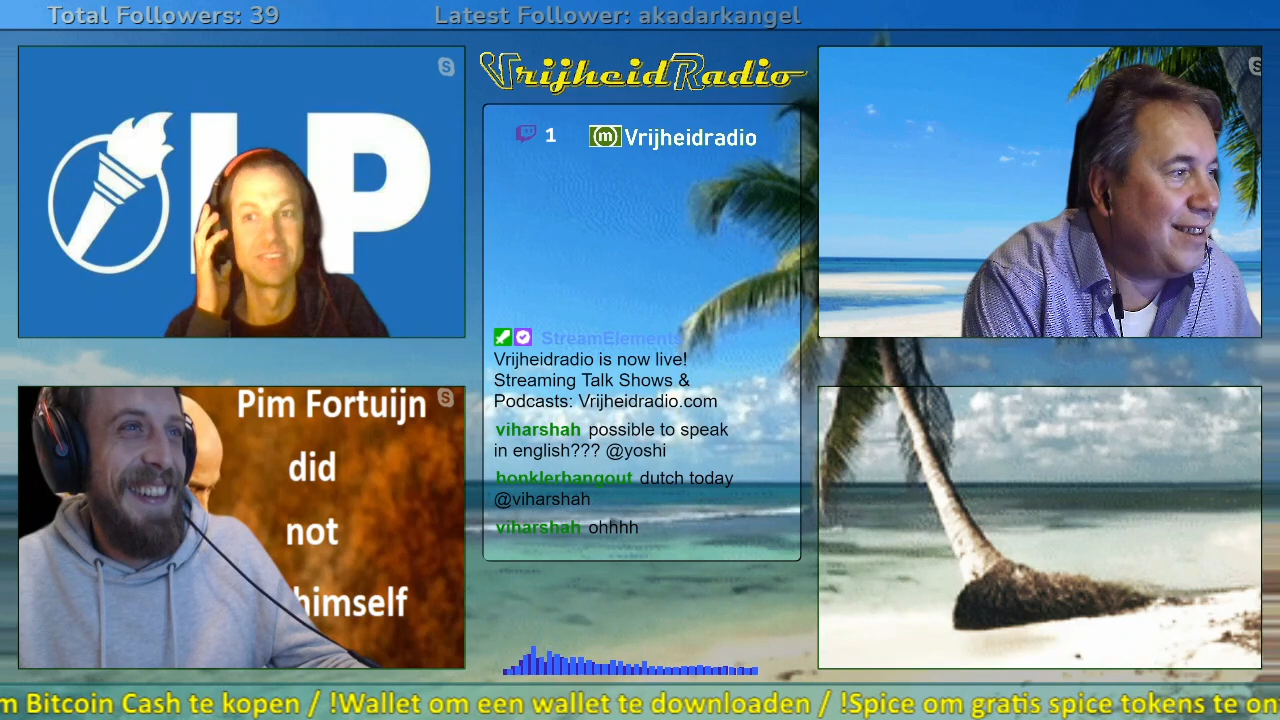 Total Followers: 39
Latest Follower: akadarkangel
VrijheidRadio
LP
1
Vrijheidradio
StreamElements
Vrijheidradio is now live!
Streaming Talk Shows &
Podcasts: Vrijheidradio.com
viharshah possible to speak
in english??? @yoshi
honklerhangout dutch today
@viharshah
viharshah ohhhh
Pim Fortuijn
did
not
himself
m Bitcoin Cash te kopen / !Wallet om een wallet te downloaden / !Spice om gratis spice tokens te on